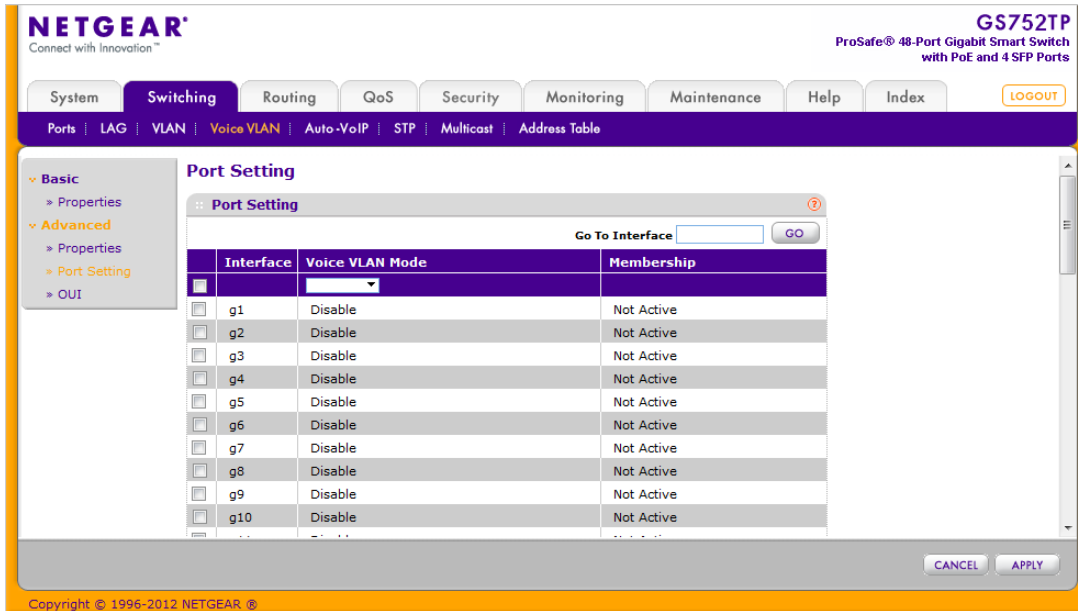 NETGEAR®
Connect with Innovation™
GS752TP
ProSafe® 48-Port Gigabit Smart Switch
with PoE and 4 SFP Ports
System Switching Routing QoS Security Monitoring Maintenance Help Index LOGOUT
Ports LAG VLAN Voice VLAN Auto-VoIP STP Multicast Address Table
Basic
» Properties
Advanced
» Properties
» Port Setting
» OUI
Port Setting
Port Setting ?
Go To Interface GO
Interface Voice VLAN Mode Membership
g1 Disable Not Active
g2 Disable Not Active
g3 Disable Not Active
g4 Disable Not Active
g5 Disable Not Active
g6 Disable Not Active
g7 Disable Not Active
g8 Disable Not Active
g9 Disable Not Active
g10 Disable Not Active
CANCEL APPLY
Copyright © 1996-2012 NETGEAR ®